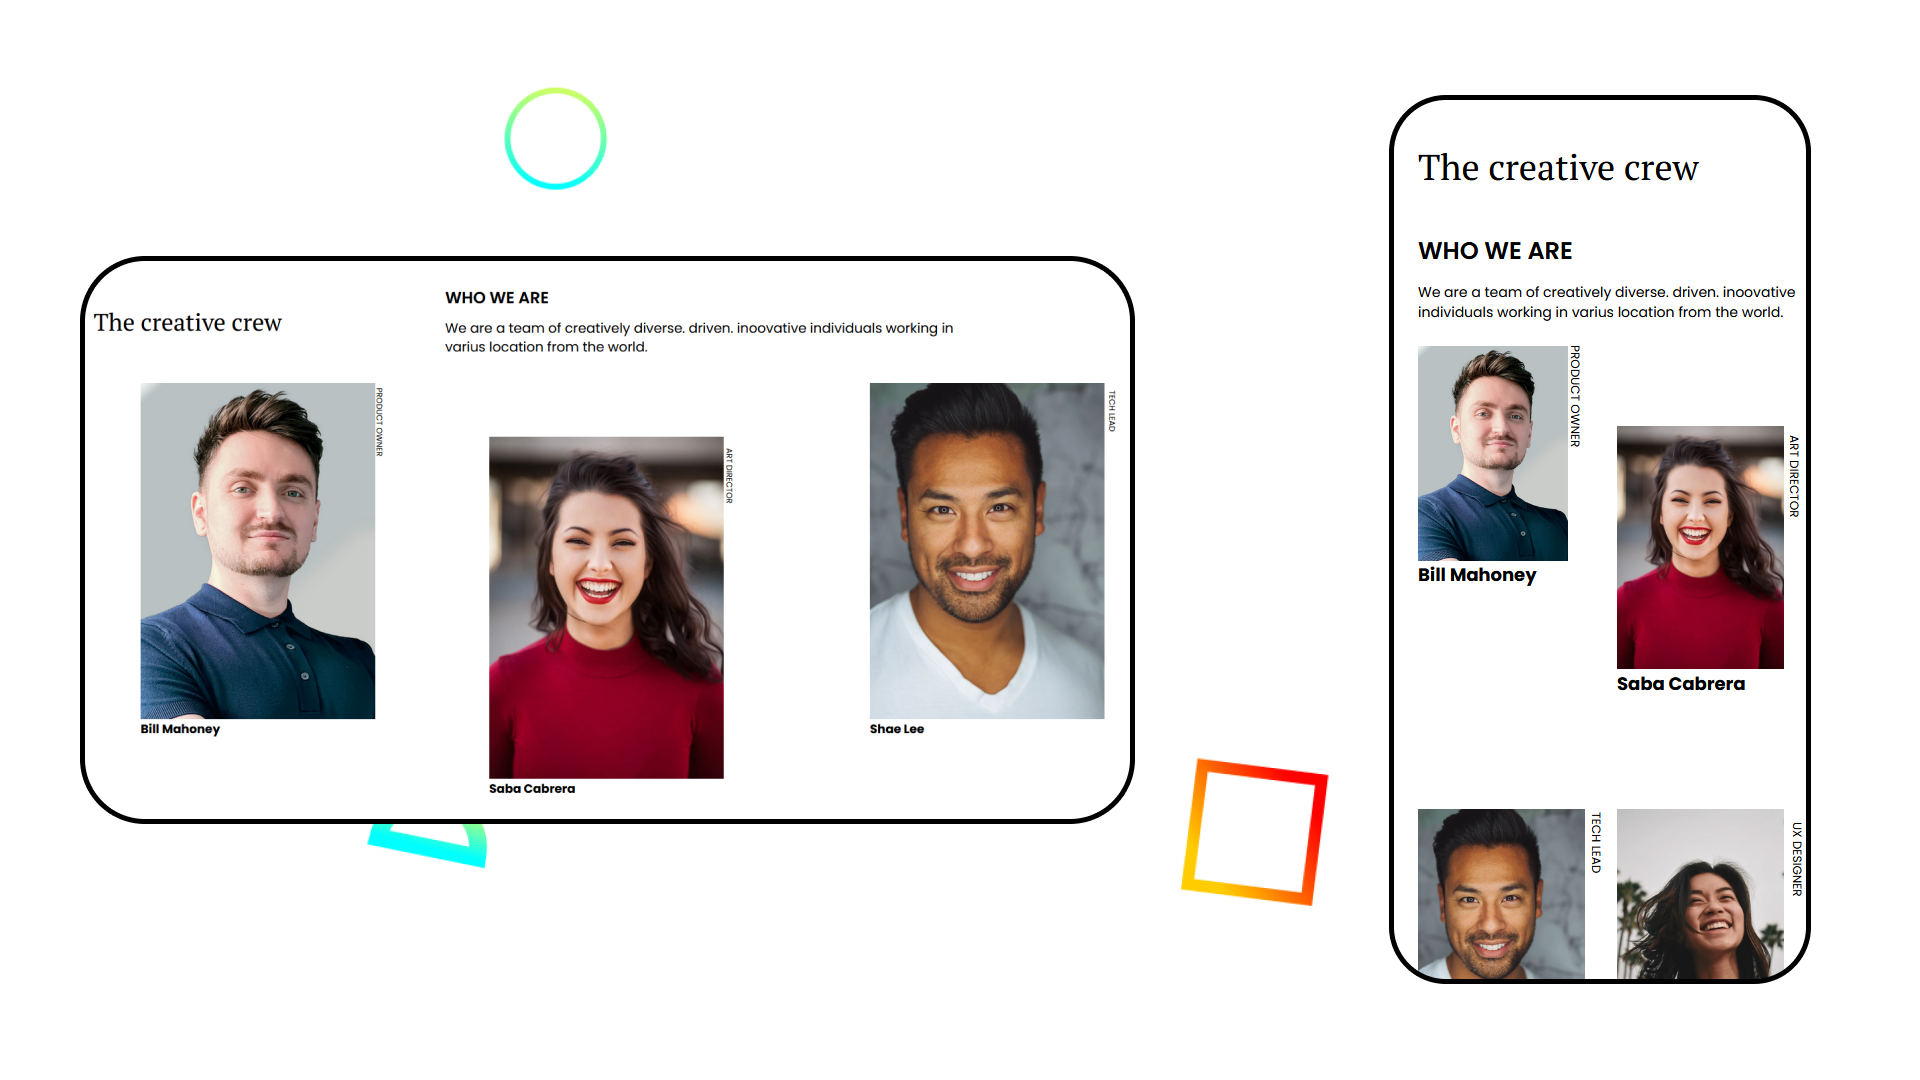 The creative crew
WHO WE ARE
We are a team of creatively diverse. driven. inoovative individuals working in
varius location from the world.
PRODUCT OWNER
Bill Mahoney
ART DIRECTOR
Saba Cabrera
TECH LEAD
Shae Lee
The creative crew
WHO WE ARE
We are a team of creatively diverse. driven. inoovative
individuals working in varius location from the world.
PRODUCT OWNER
Bill Mahoney
ART DIRECTOR
Saba Cabrera
TECH LEAD
UX DESIGNER